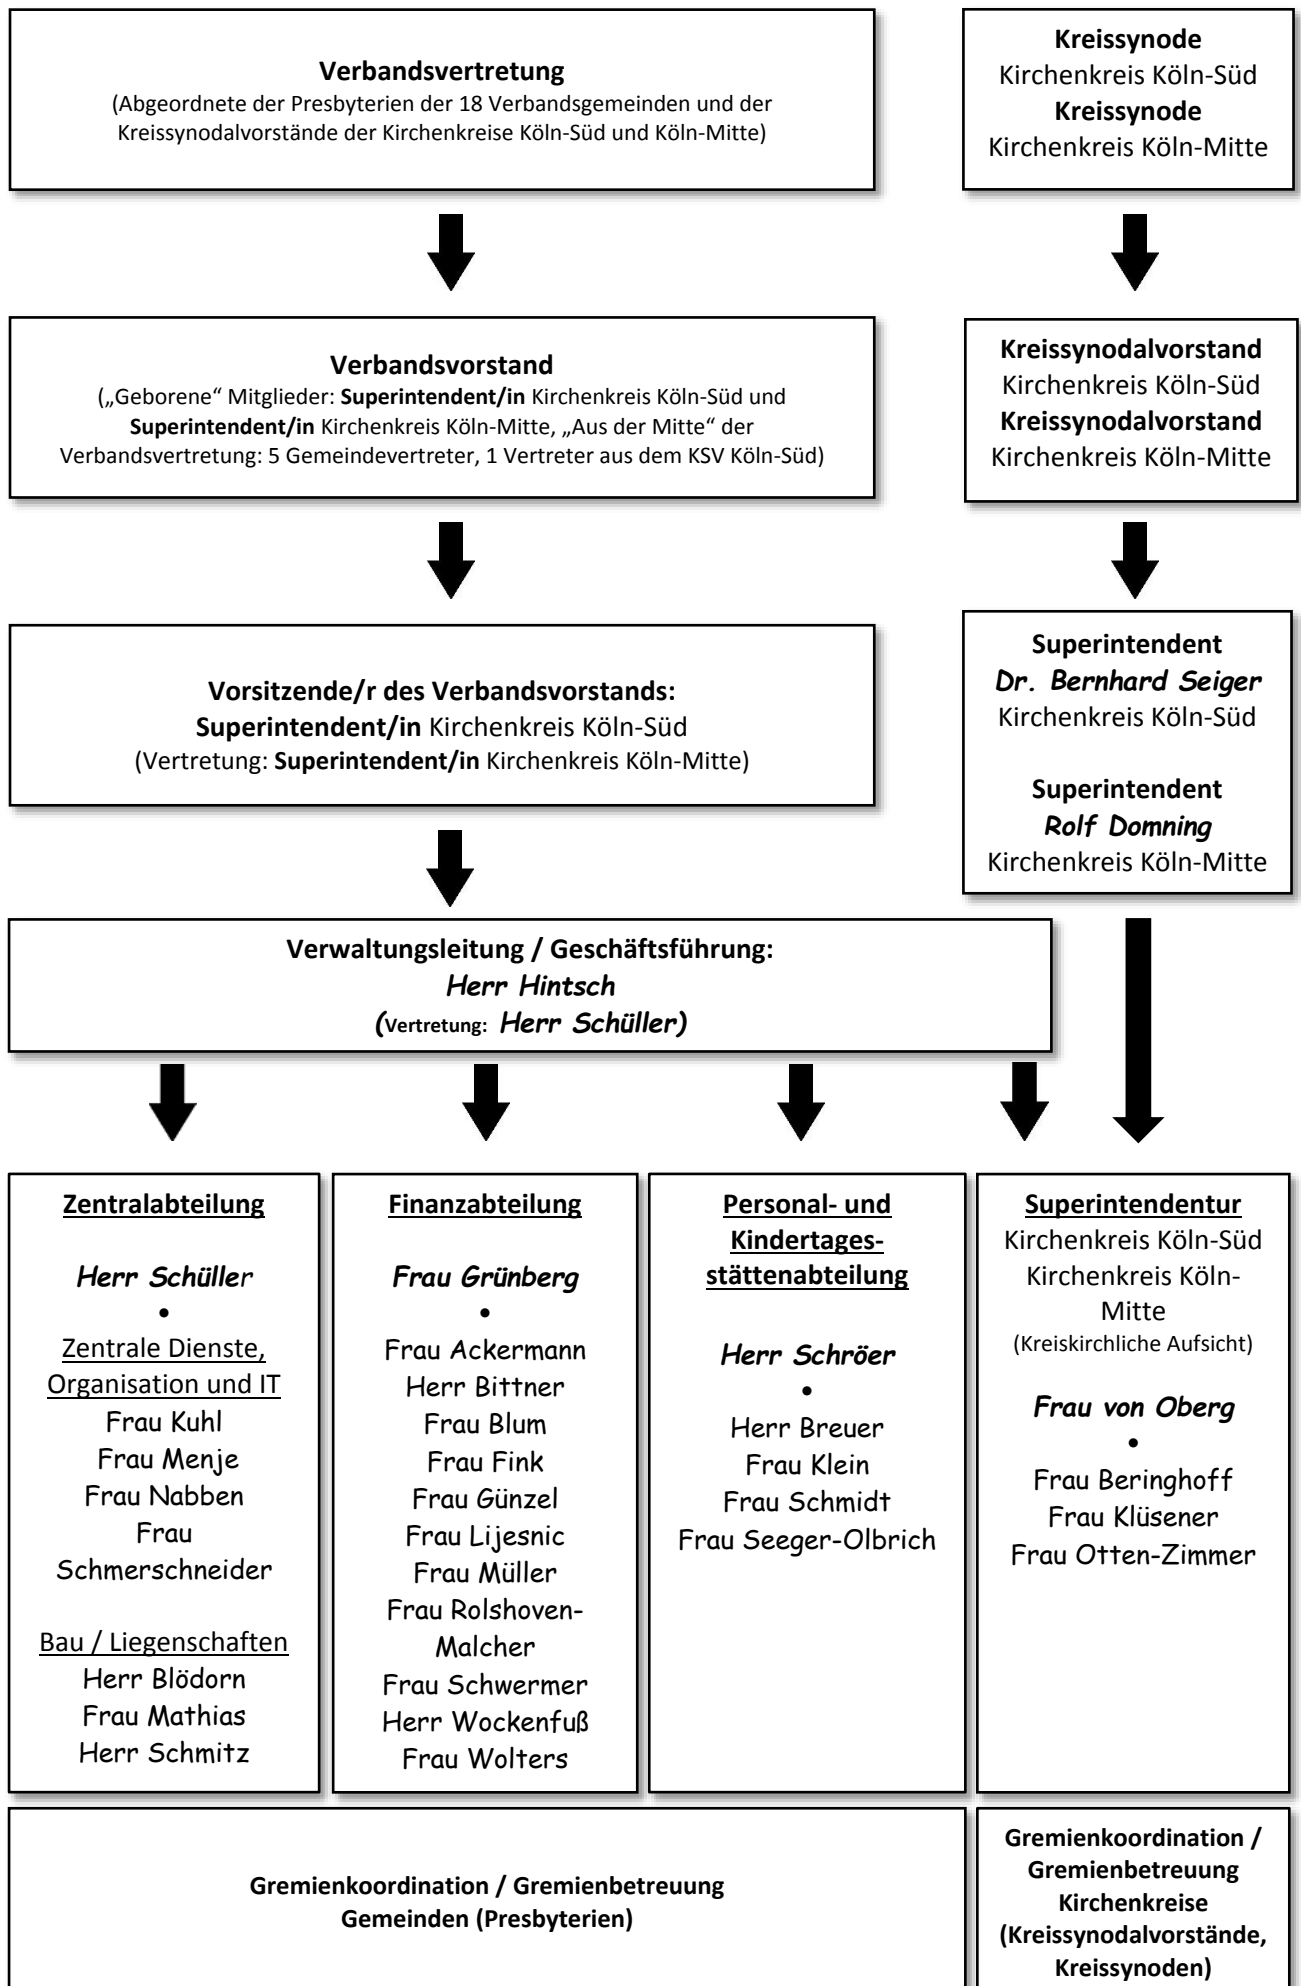 Verbandsvertretung
(Abgeordnete der Presbyterien der 18 Verbandsgemeinden und der
Kreissynodalvorstände der Kirchenkreise Köln-Süd und Köln-Mitte)
Kreissynode
Kirchenkreis Köln-Süd
Kreissynode
Kirchenkreis Köln-Mitte
Verbandsvorstand
(„Geborene“ Mitglieder: Superintendent/in Kirchenkreis Köln-Süd und
Superintendent/in Kirchenkreis Köln-Mitte, „Aus der Mitte“ der
Verbandsvertretung: 5 Gemeindevertreter, 1 Vertreter aus dem KSV Köln-Süd)
Kreissynodalvorstand
Kirchenkreis Köln-Süd
Kreissynodalvorstand
Kirchenkreis Köln-Mitte
Vorsitzende/r des Verbandsvorstands:
Superintendent/in Kirchenkreis Köln-Süd
(Vertretung: Superintendent/in Kirchenkreis Köln-Mitte)
Superintendent
Dr. Bernhard Seiger
Kirchenkreis Köln-Süd
Superintendent
Rolf Domning
Kirchenkreis Köln-Mitte
Verwaltungsleitung / Geschäftsführung:
Herr Hintsch
(Vertretung: Herr Schüller)
Zentralabteilung
Herr Schüller
•
Zentrale Dienste,
Organisation und IT
Frau Kuhl
Frau Menje
Frau Nabben
Frau
Schmerschneider
Bau / Liegenschaften
Herr Blödorn
Frau Mathias
Herr Schmitz
Finanzabteilung
Frau Grünberg
•
Frau Ackermann
Herr Bittner
Frau Blum
Frau Fink
Frau Günzel
Frau Lijesnic
Frau Müller
Frau Rolshoven-
Malcher
Frau Schwermer
Herr Wockenfuß
Frau Wolters
Personal- und
Kindertages-
stättenabteilung
Herr Schröer
•
Herr Breuer
Frau Klein
Frau Schmidt
Frau Seeger-Olbrich
Superintendentur
Kirchenkreis Köln-Süd
Kirchenkreis Köln-
Mitte
(Kreiskirchliche Aufsicht)
Frau von Oberg
•
Frau Beringhoff
Frau Klüsener
Frau Otten-Zimmer
Gremienkoordination / Gremienbetreuung
Gemeinden (Presbyterien)
Gremienkoordination /
Gremienbetreuung
Kirchenkreise
(Kreissynodalvorstände,
Kreissynoden)